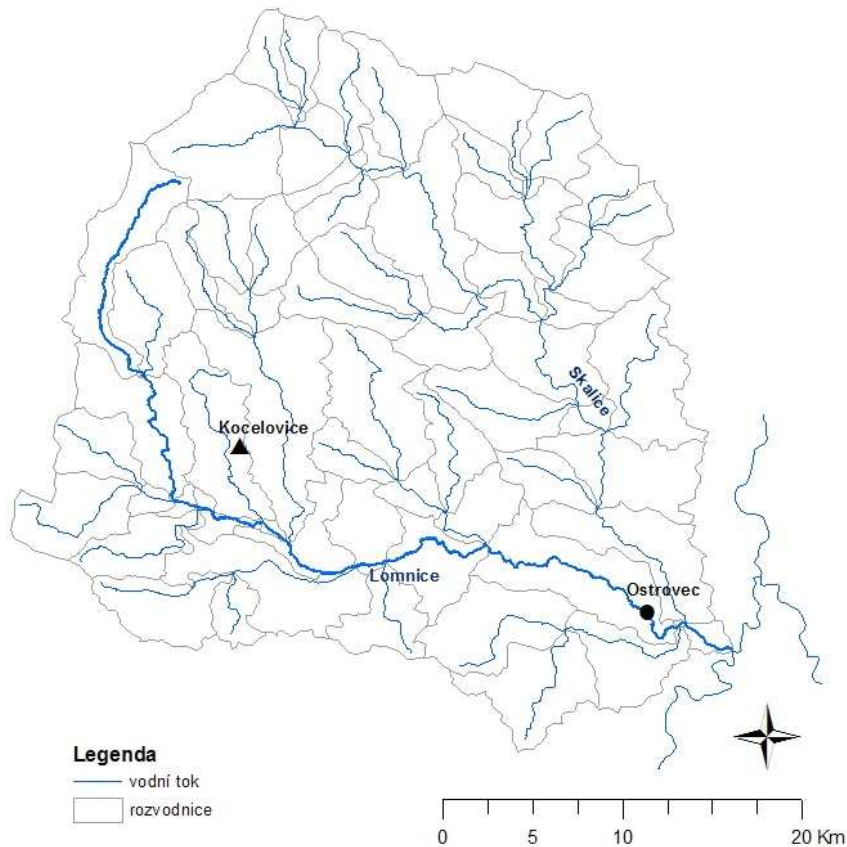 Skalice
Kocelovice
Lomnice
Ostrovec
Legenda
vodní tok
rozvodnice
0 5 10 20 Km